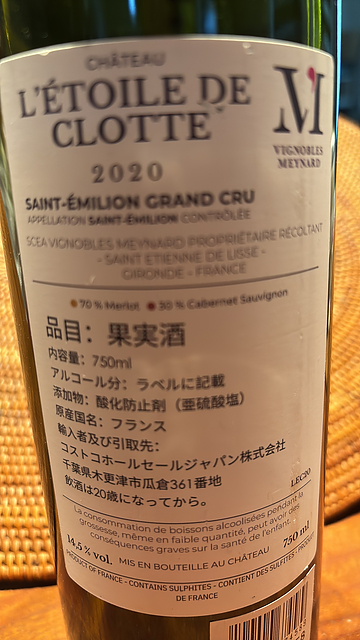 CHÂTEAU
L'ÉTOILE DE
CLOTTE
M
VIGNOBLES
MEYNARD
2020
SAINT-ÉMILION GRAND CRU
APPELLATION SAINT-ÉMILION CONTRÔLÉE
SCEA VIGNOBLES MEYNARD PROPRIÉTAIRE RÉCOLTANT
- SAINT ETIENNE DE LISSE -
GIRONDE - FRANCE
70 % Merlot 30 % Cabernet Sauvignon
品目：果実酒
内容量：750ml
アルコール分：ラベルに記載
添加物：酸化防止剤（亜硫酸塩）
原産国名：フランス
輸入者及び引取先：
コストコホールセールジャパン株式会社
千葉県木更津市瓜倉361番地
飲酒は20歳になってから。
LEC20
La consommation de boissons alcoolisées pendant la
grossesse, même en faible quantité, peut avoir des
conséquences graves sur la santé de l'enfant.
14,5 % vol. MIS EN BOUTEILLE AU CHÂTEAU 750 ml
PRODUCT OF FRANCE - CONTAINS SULPHITES - CONTIENT DES SULFITES - PRODUIT
DE FRANCE